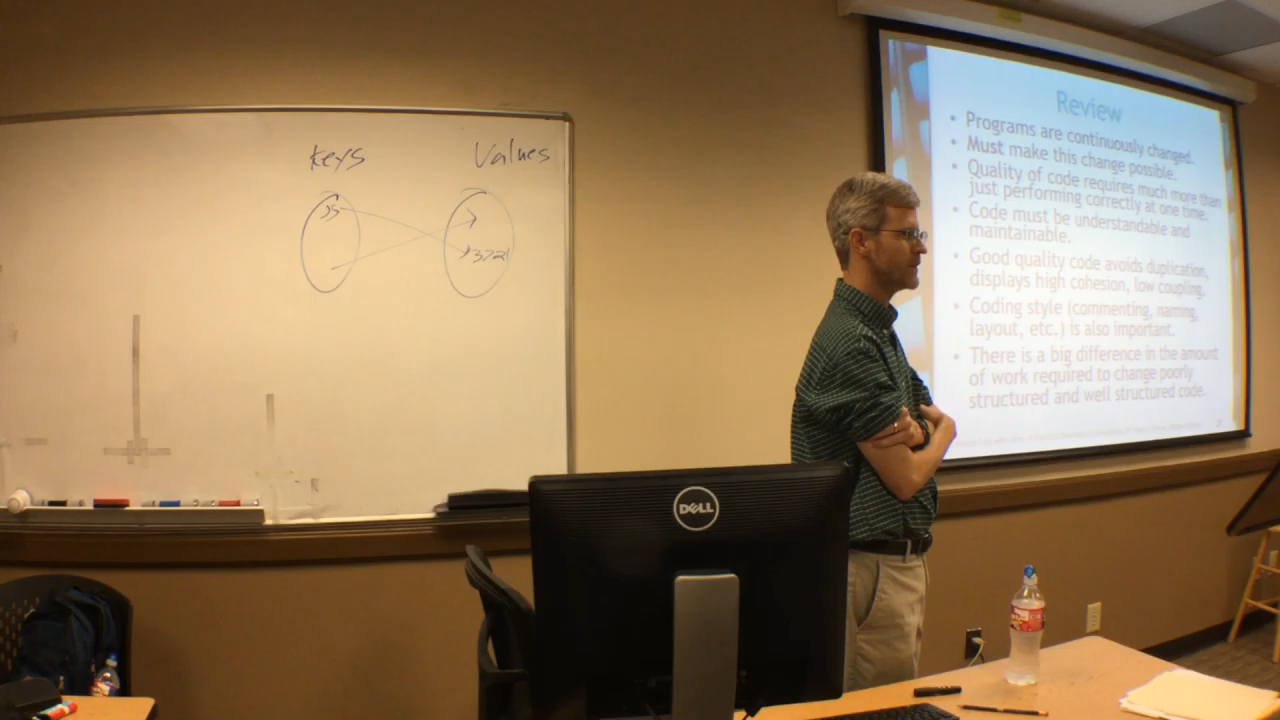 Keys Values
35
3721
Review
• Programs are continuously changed.
• Must make this change possible.
• Quality of code requires much more than
just performing correctly at one time.
• Code must be understandable and
maintainable.
• Good quality code avoids duplication,
displays high cohesion, low coupling.
• Coding style (commenting, naming,
layout, etc.) is also important.
• There is a big difference in the amount
of work required to change poorly
structured and well structured code.
DELL